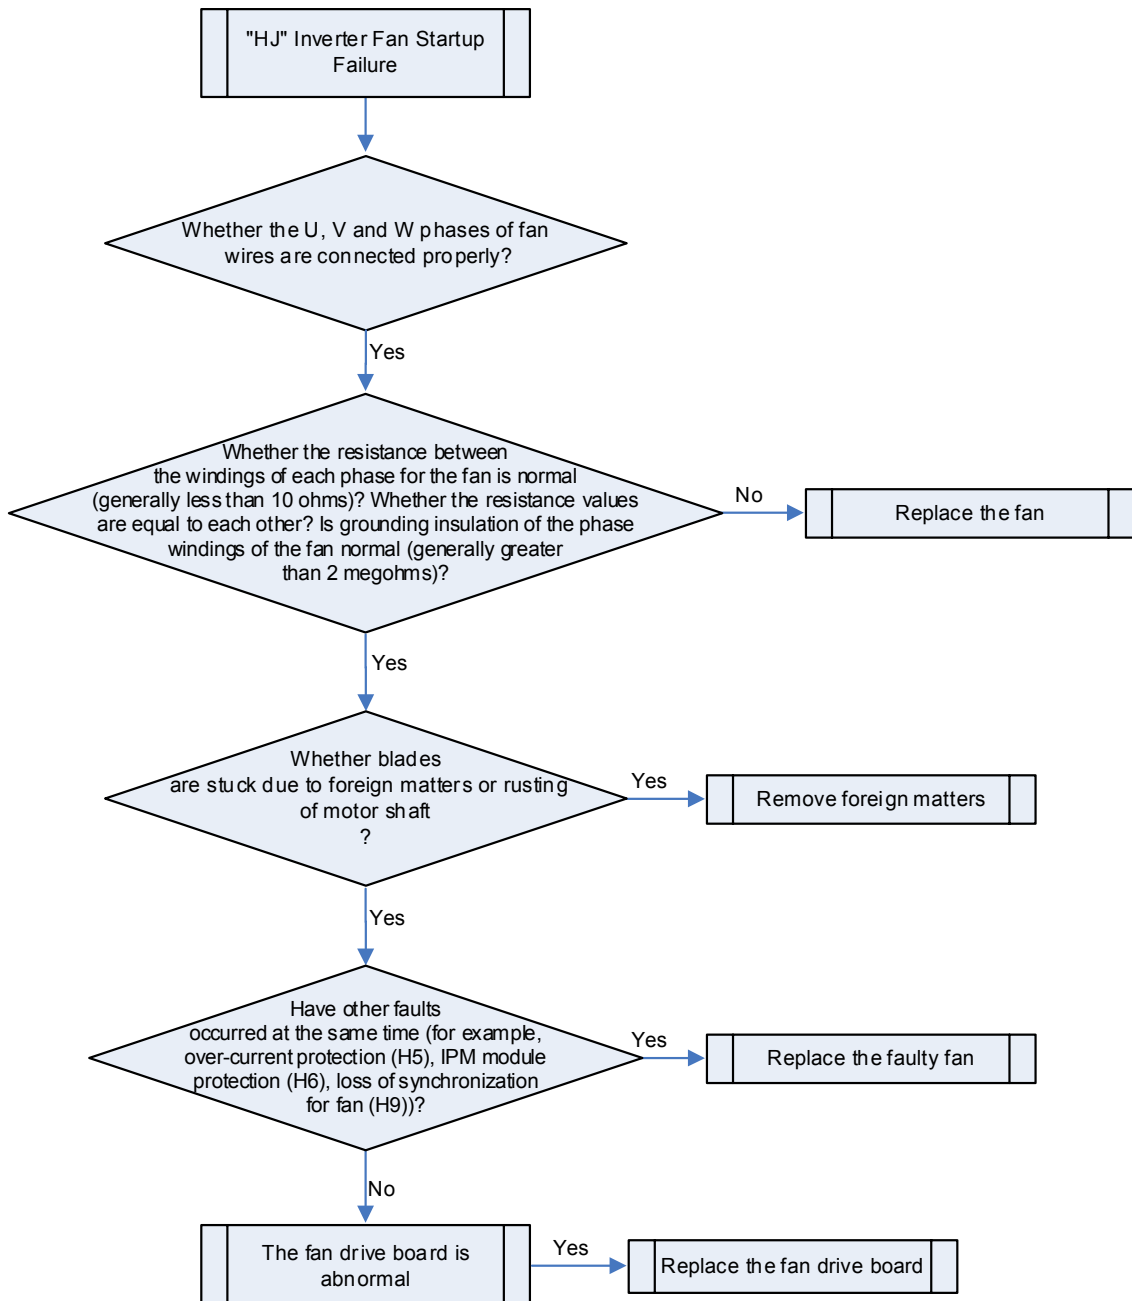 "HJ" Inverter Fan Startup
Failure
Whether the U, V and W phases of fan
wires are connected properly?
Yes
Whether the resistance between
the windings of each phase for the fan is normal
(generally less than 10 ohms)? Whether the resistance values
are equal to each other? Is grounding insulation of the phase
windings of the fan normal (generally greater
than 2 megohms)?
No
Replace the fan
Yes
Whether blades
are stuck due to foreign matters or rusting
of motor shaft
?
Yes
Remove foreign matters
Yes
Have other faults
occurred at the same time (for example,
over-current protection (H5), IPM module
protection (H6), loss of synchronization
for fan (H9))?
Yes
Replace the faulty fan
No
The fan drive board is
abnormal
Yes
Replace the fan drive board